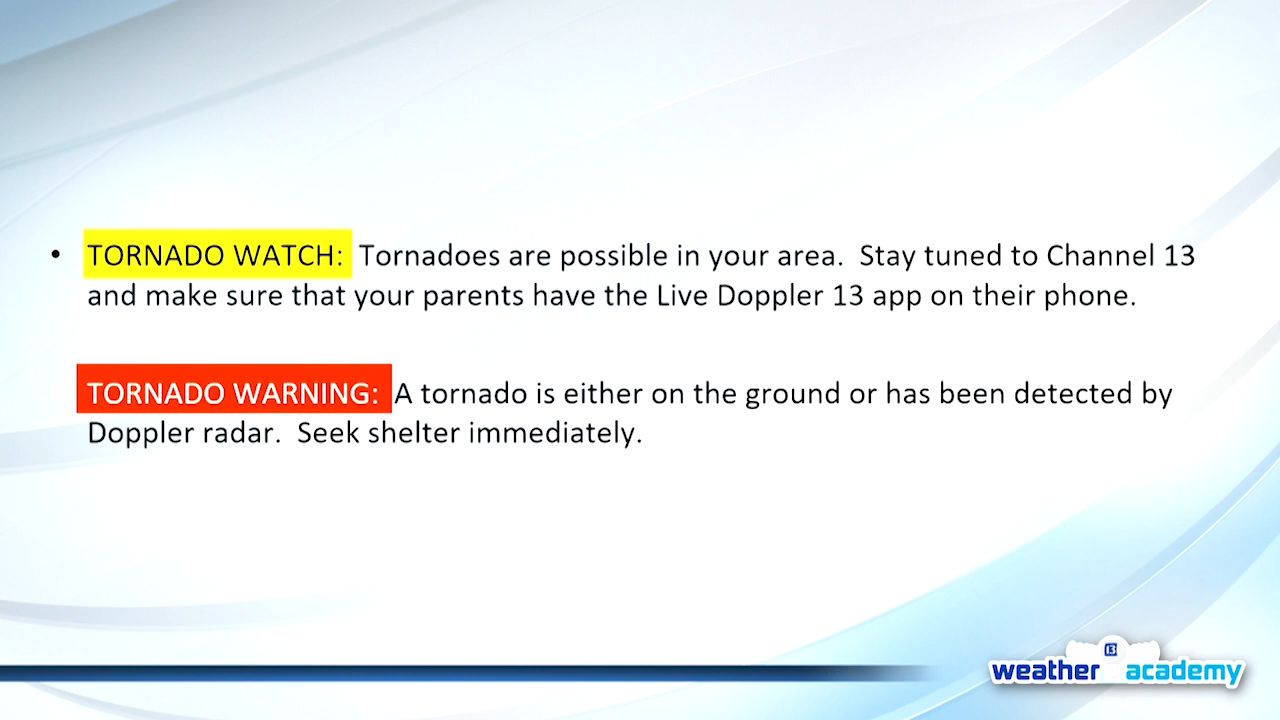 • TORNADO WATCH: Tornadoes are possible in your area. Stay tuned to Channel 13
and make sure that your parents have the Live Doppler 13 app on their phone.
TORNADO WARNING: A tornado is either on the ground or has been detected by
Doppler radar. Seek shelter immediately.
13
weather academy